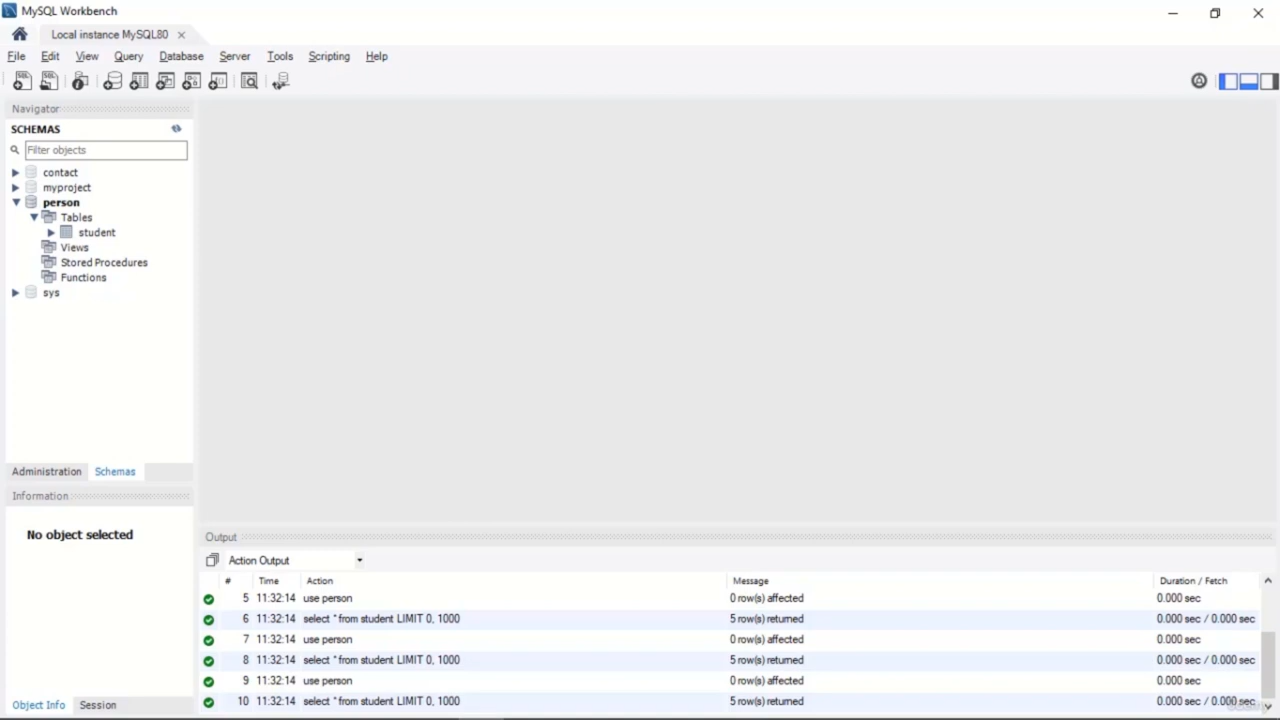 MySQL Workbench
Local instance MySQL80
File Edit View Query Database Server Tools Scripting Help
Navigator
SCHEMAS
Filter objects
contact
myproject
person
Tables
student
Views
Stored Procedures
Functions
sys
Administration Schemas
Information
No object selected
Object Info Session
Output
Action Output
# Time Action Message Duration / Fetch
5 11:32:14 use person 0 row(s) affected 0.000 sec
6 11:32:14 select * from student LIMIT 0, 1000 5 row(s) returned 0.000 sec / 0.000 sec
7 11:32:14 use person 0 row(s) affected 0.000 sec
8 11:32:14 select * from student LIMIT 0, 1000 5 row(s) returned 0.000 sec / 0.000 sec
9 11:32:14 use person 0 row(s) affected 0.000 sec
10 11:32:14 select * from student LIMIT 0, 1000 5 row(s) returned 0.000 sec / 0.000 sec